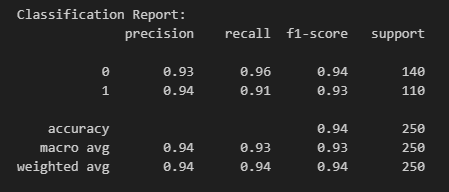 Classification Report:
precision recall f1-score support
0 0.93 0.96 0.94 140
1 0.94 0.91 0.93 110
accuracy 0.94 250
macro avg 0.94 0.93 0.93 250
weighted avg 0.94 0.94 0.94 250